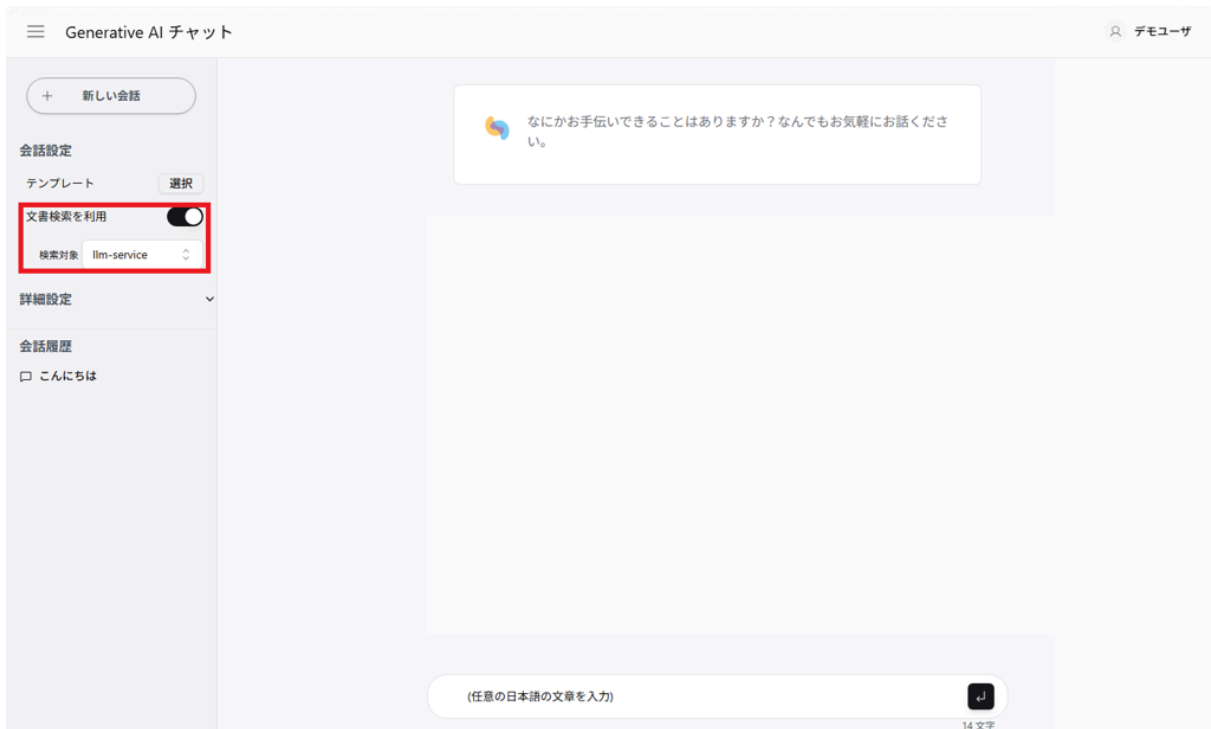 Generative AI チャット
デモユーザ
+ 新しい会話
会話設定
テンプレート 選択
文書検索を利用
検索対象 llm-service
詳細設定
会話履歴
こんにちは
なにかお手伝いできることはありますか？なんでもお気軽にお話くださ
い。
(任意の日本語の文章を入力)
14 文字